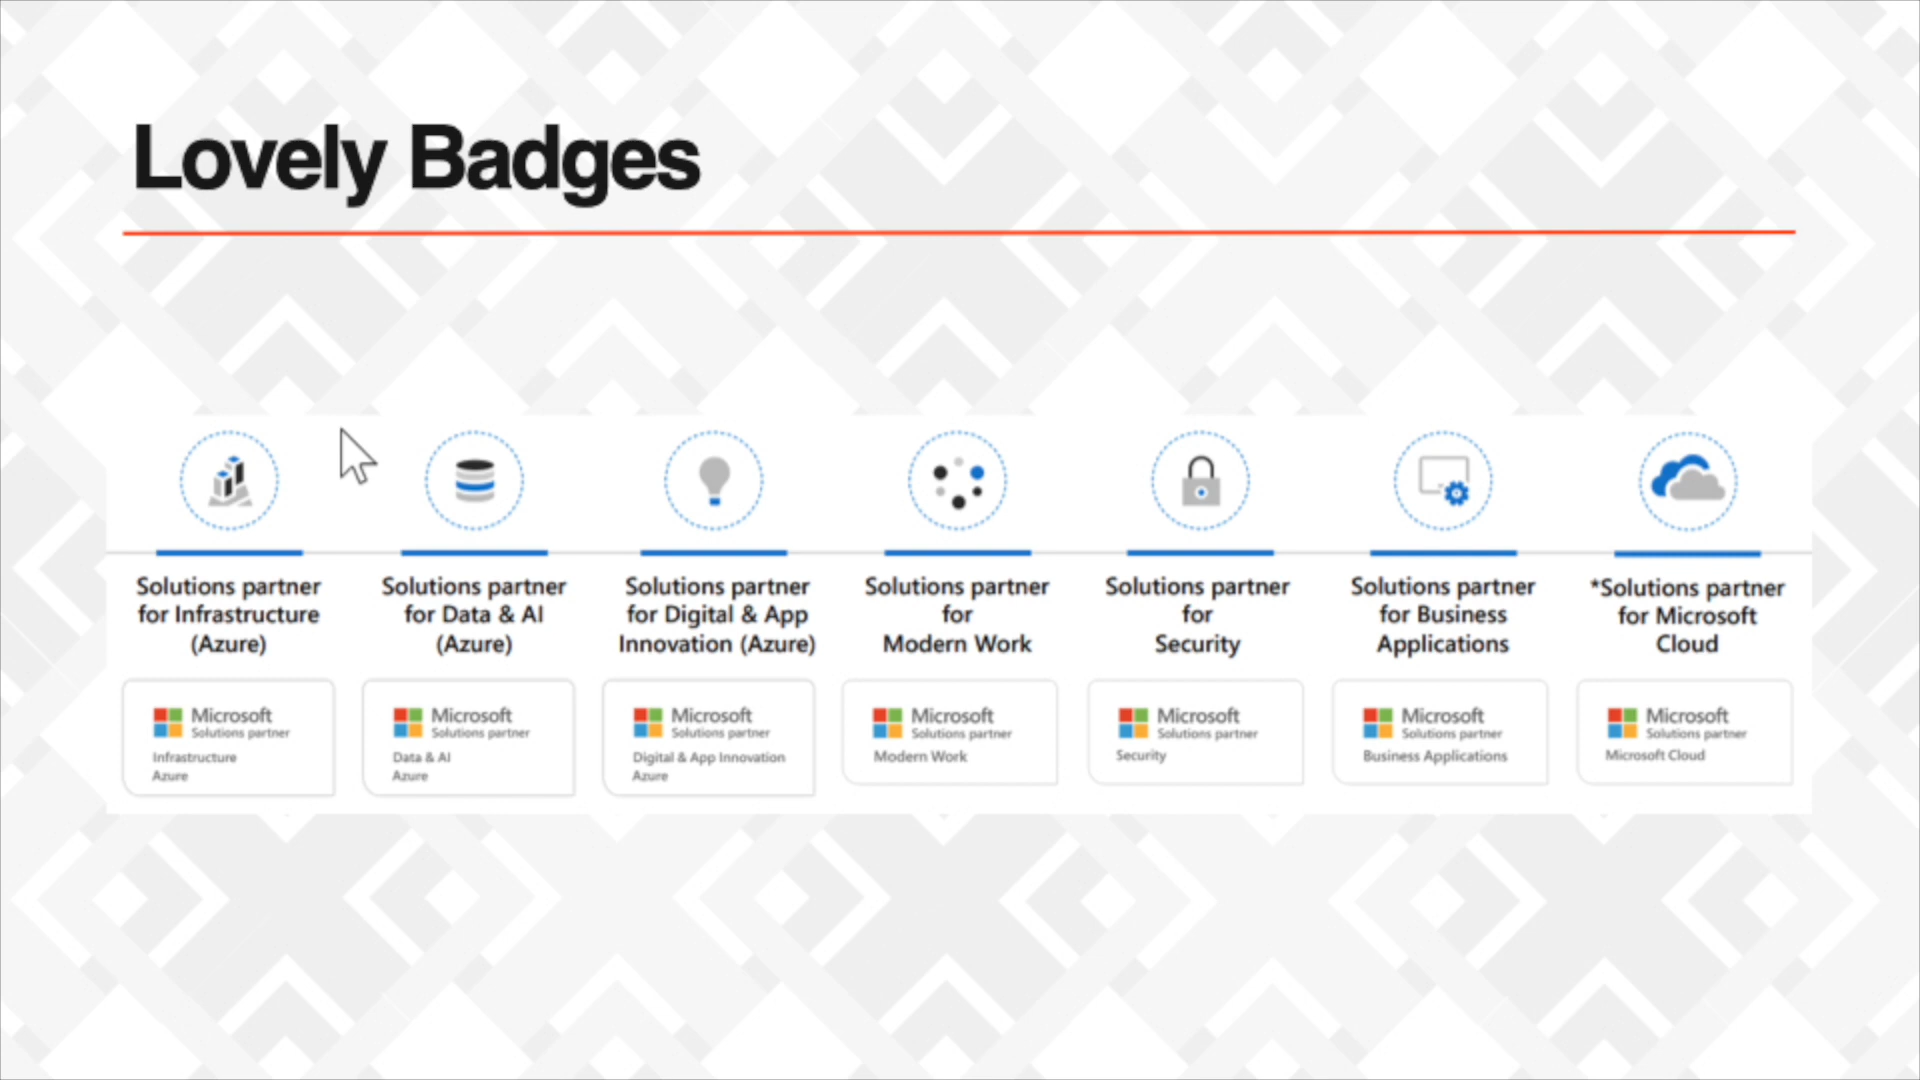 Lovely Badges
Solutions partner
for Infrastructure
(Azure)
Solutions partner
for Data & AI
(Azure)
Solutions partner
for Digital & App
Innovation (Azure)
Solutions partner
for
Modern Work
Solutions partner
for
Security
Solutions partner
for Business
Applications
*Solutions partner
for Microsoft
Cloud
Microsoft
Solutions partner
Infrastructure
Azure
Microsoft
Solutions partner
Data & AI
Azure
Microsoft
Solutions partner
Digital & App Innovation
Azure
Microsoft
Solutions partner
Modern Work
Microsoft
Solutions partner
Security
Microsoft
Solutions partner
Business Applications
Microsoft
Solutions partner
Microsoft Cloud